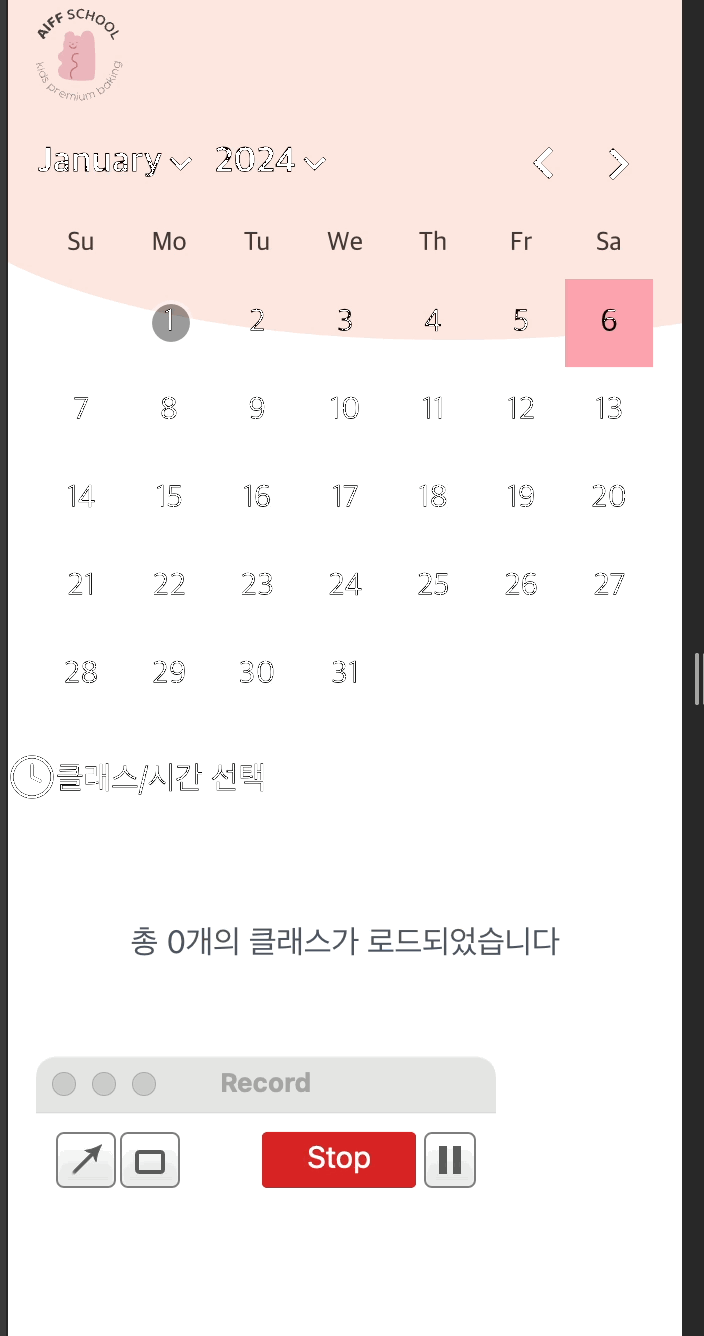 AIFF SCHOOL
kids premium baking
January 2024
Su Mo Tu We Th Fr Sa
1 2 3 4 5 6
7 8 9 10 11 12 13
14 15 16 17 18 19 20
21 22 23 24 25 26 27
28 29 30 31
클래스/시간 선택
총 0개의 클래스가 로드되었습니다
Record
Stop